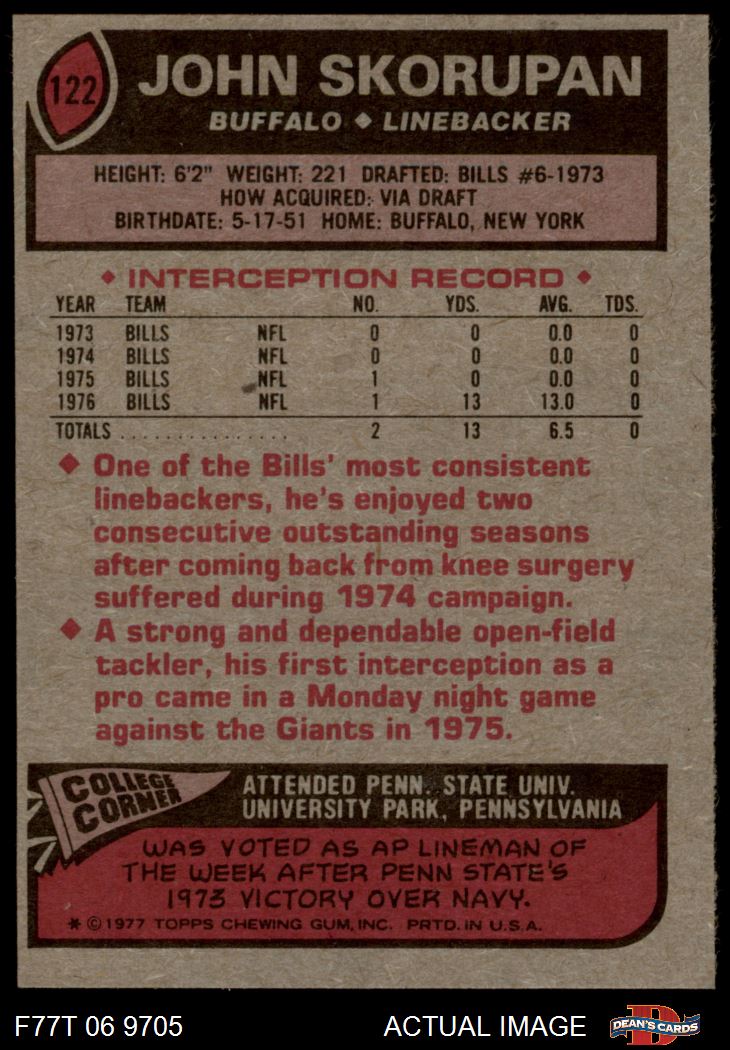 122
JOHN SKORUPAN
BUFFALO ◆ LINEBACKER
HEIGHT: 6'2" WEIGHT: 221 DRAFTED: BILLS #6-1973
HOW ACQUIRED: VIA DRAFT
BIRTHDATE: 5-17-51 HOME: BUFFALO, NEW YORK
◆ INTERCEPTION RECORD ◆
YEAR TEAM NO. YDS. AVG. TDS.
1973 BILLS NFL 0 0 0.0 0
1974 BILLS NFL 0 0 0.0 0
1975 BILLS NFL 1 0 0.0 0
1976 BILLS NFL 1 13 13.0 0
TOTALS ................ 2 13 6.5 0
◆ One of the Bills' most consistent
linebackers, he's enjoyed two
consecutive outstanding seasons
after coming back from knee surgery
suffered during 1974 campaign.
◆ A strong and dependable open-field
tackler, his first interception as a
pro came in a Monday night game
against the Giants in 1975.
COLLEGE
CORNER
ATTENDED PENN. STATE UNIV.
UNIVERSITY PARK, PENNSYLVANIA
WAS VOTED AS AP LINEMAN OF
THE WEEK AFTER PENN STATE'S
1973 VICTORY OVER NAVY.
* © 1977 TOPPS CHEWING GUM, INC. PRTD. IN U.S.A.
F77T 06 9705 ACTUAL IMAGE
D
DEAN'S CARDS